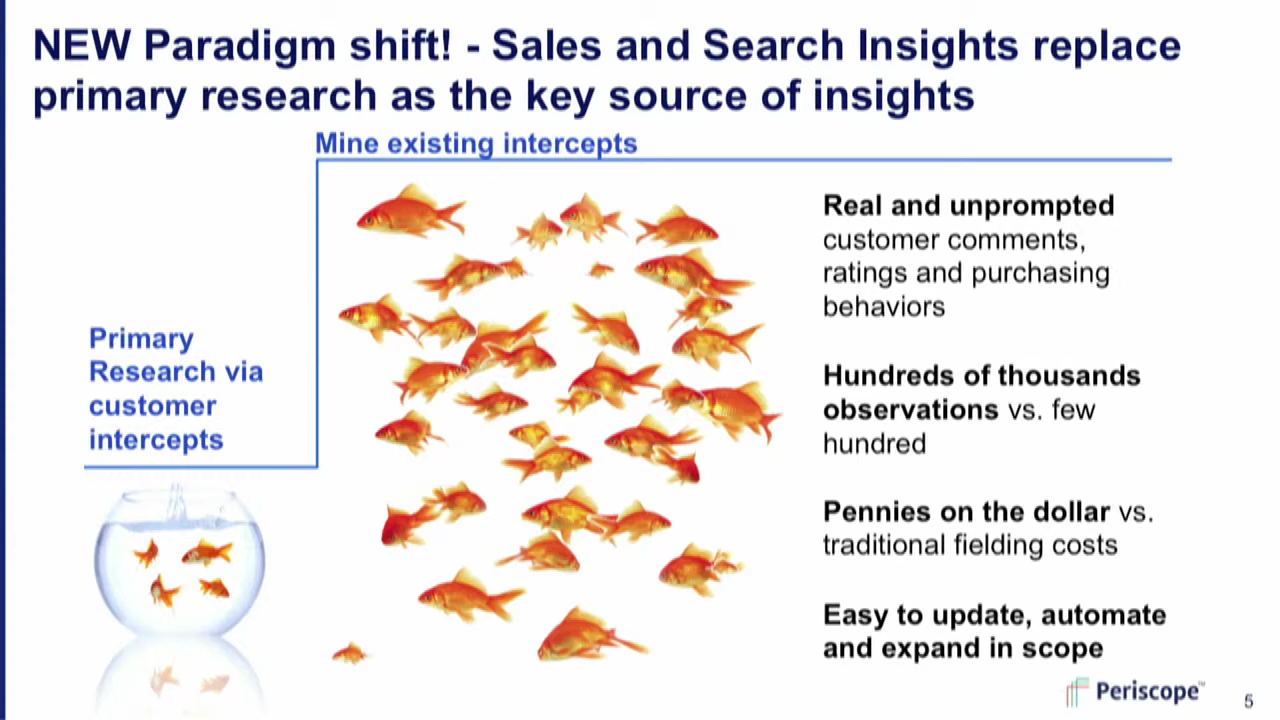 NEW Paradigm shift! - Sales and Search Insights replace
primary research as the key source of insights
Mine existing intercepts
Primary
Research via
customer
intercepts
Real and unprompted
customer comments,
ratings and purchasing
behaviors
Hundreds of thousands
observations vs. few
hundred
Pennies on the dollar vs.
traditional fielding costs
Easy to update, automate
and expand in scope
Periscope™
5